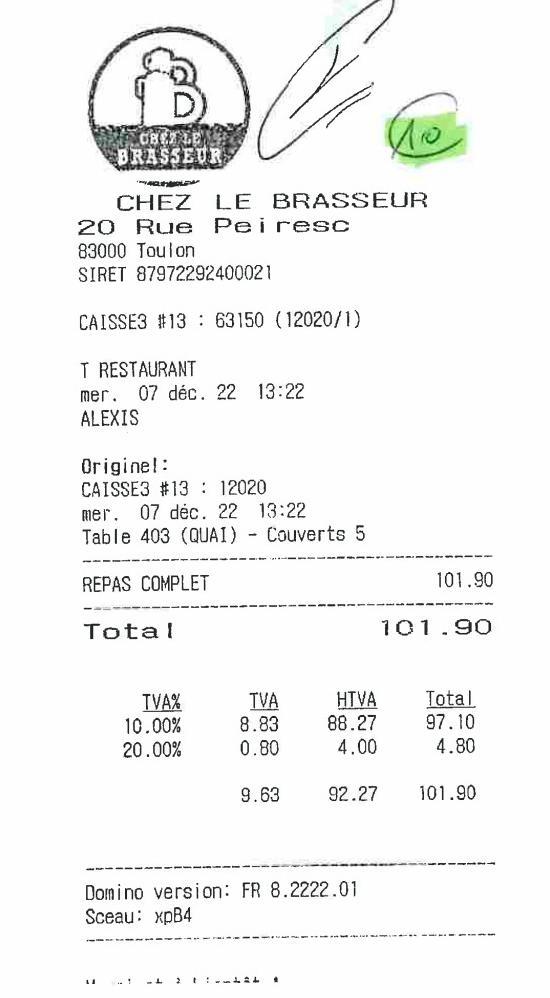 CHEZ LE
BRASSEUR
10
CHEZ LE BRASSEUR
20 Rue Peiresc
83000 Toulon
SIRET 87972292400021
CAISSE3 #13 : 63150 (12020/1)
T RESTAURANT
mer. 07 déc. 22 13:22
ALEXIS
Originel:
CAISSE3 #13 : 12020
mer. 07 déc. 22 13:22
Table 403 (QUAI) - Couverts 5
REPAS COMPLET 101.90
Total 101.90
TVA% TVA HTVA Total
10.00% 8.83 88.27 97.10
20.00% 0.80 4.00 4.80
9.63 92.27 101.90
Domino version: FR 8.2222.01
Sceau: xpB4